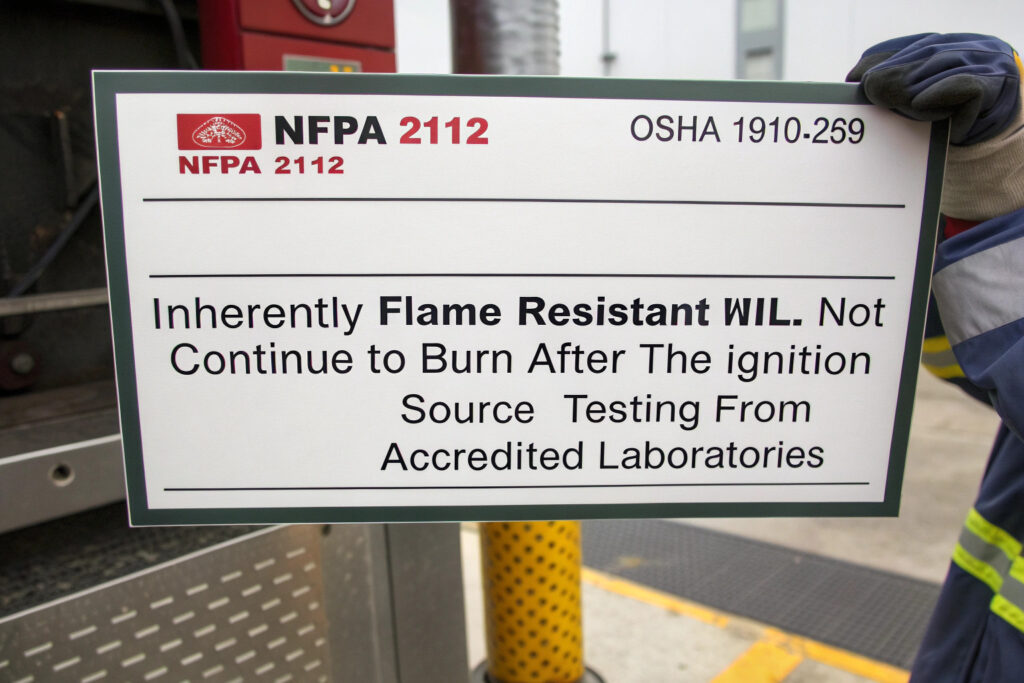 NFPA 2112
NFPA 2112
OSHA 1910-269
Inherently Flame Resistant WIL. Not
Continue to Burn After The ignition
Source Testing From
Accredited Laboratories